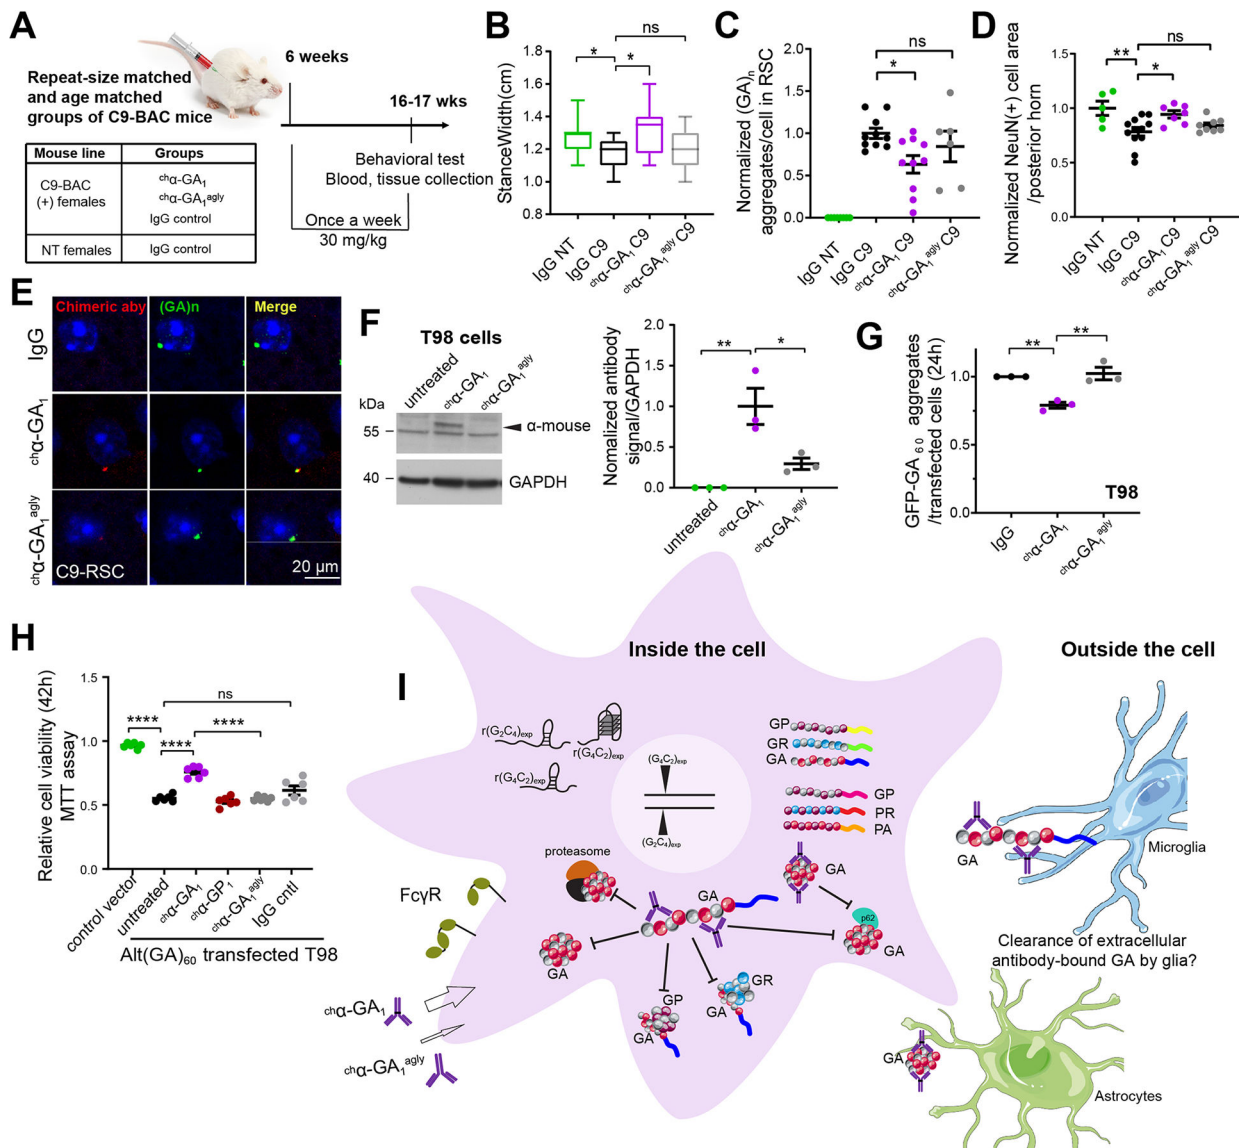 A
6 weeks
Repeat-size matched
and age matched
groups of C9-BAC mice
16-17 wks
Behavioral test
Blood, tissue collection
Once a week
30 mg/kg
Mouse line
Groups
C9-BAC
(+) females
chα-GA1
chα-GA1agly
IgG control
NT females
IgG control
B
StanceWidth(cm)
1.8
1.6
1.4
1.2
1.0
0.8
ns
*
*
IgG NT
IgG C9
chα-GA1 C9
chα-GA1agly C9
C
Normalized (GA)n
aggregates/cell in RSC
2.0
1.5
1.0
0.5
0.0
ns
*
IgG NT
IgG C9
chα-GA1 C9
chα-GA1agly C9
D
Normalized NeuN(+) cell area
/posterior horn
2.0
1.5
1.0
0.5
0.0
ns
**
*
IgG NT
IgG C9
chα-GA1 C9
chα-GA1agly C9
E
Chimeric aby
(GA)n
Merge
IgG
chα-GA1
chα-GA1agly
C9-RSC
20 µm
F
T98 cells
untreated
chα-GA1
chα-GA1agly
kDa
55
40
α-mouse
GAPDH
Nomalized antibody
signal/GAPDH
2.0
1.5
1.0
0.5
0.0
**
*
untreated
chα-GA1
chα-GA1agly
G
GFP-GA60 aggregates
/transfected cells (24h)
1.0
0.5
0.0
**
**
T98
IgG
chα-GA1
chα-GA1agly
H
Relative cell viability (42h)
MTT assay
1.5
1.0
0.5
0.0
ns
****
****
****
control vector
untreated
chα-GA1
chα-GP1
chα-GA1agly
IgG cntl
Alt(GA)60 transfected T98
I
Inside the cell
Outside the cell
r(G2C4)exp
r(G4C2)exp
r(G4C2)exp
(G4C2)exp
(G2C4)exp
GP
GR
GA
GP
PR
PA
proteasome
FcγR
GA
GA
GA
p62
GA
GP
GA
GR
GA
chα-GA1
chα-GA1agly
GA
Microglia
Clearance of extracellular
antibody-bound GA by glia?
GA
Astrocytes